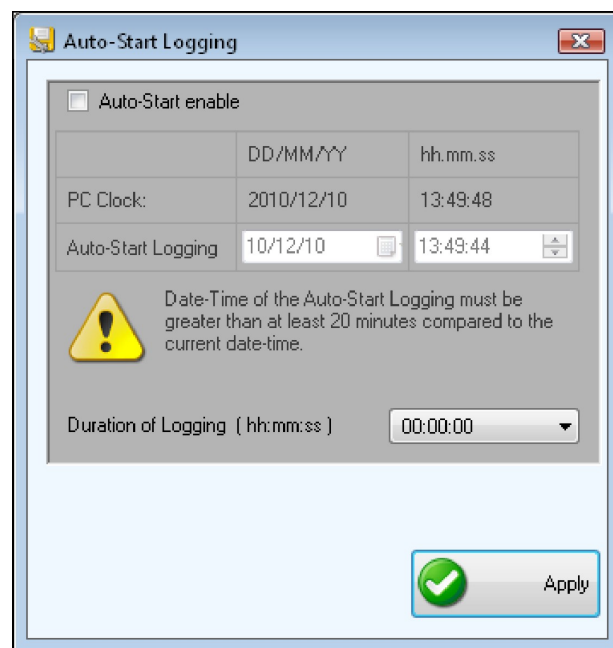 Auto-Start Logging
Auto-Start enable
DD/MM/YY hh.mm.ss
PC Clock: 2010/12/10 13:49:48
Auto-Start Logging 10/12/10 13:49:44
Date-Time of the Auto-Start Logging must be
greater than at least 20 minutes compared to the
current date-time.
Duration of Logging ( hh:mm:ss ) 00:00:00
Apply